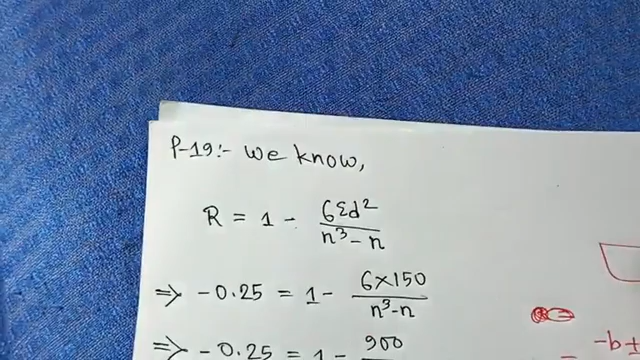 P-19:- we know,
R = 1 - 6Σd² / n³-n
⇒ -0.25 = 1 - 6×150 / n³-n
⇒ -0.25 = 1 - 900
+q-